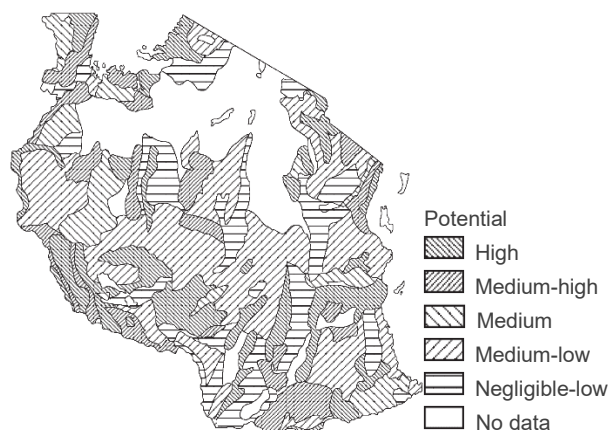 Potential
High
Medium-high
Medium
Medium-low
Negligible-low
No data